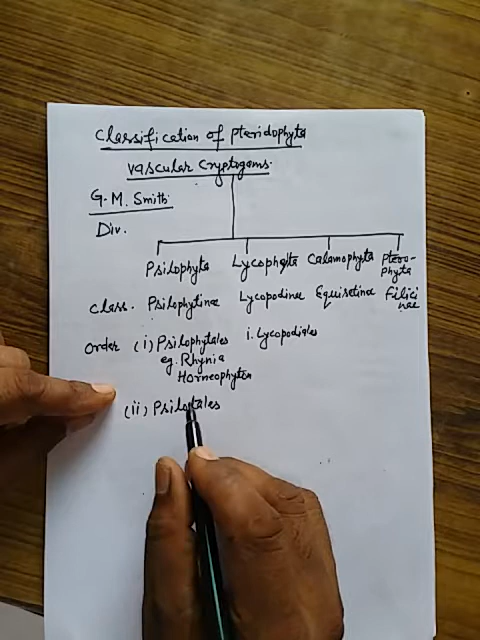 Classification of pteridophyta
vascular cryptogams.
G. M. Smith
Div.
Psilophyta Lycophyta Calamophyta Ptero-
phyta
class. Psilophytinae Lycopodinae Equisetinae Filici
nae
order (i) Psilophytales i. Lycopodiales
eg. Rhynia
Horneophyton
(ii) Psilotales